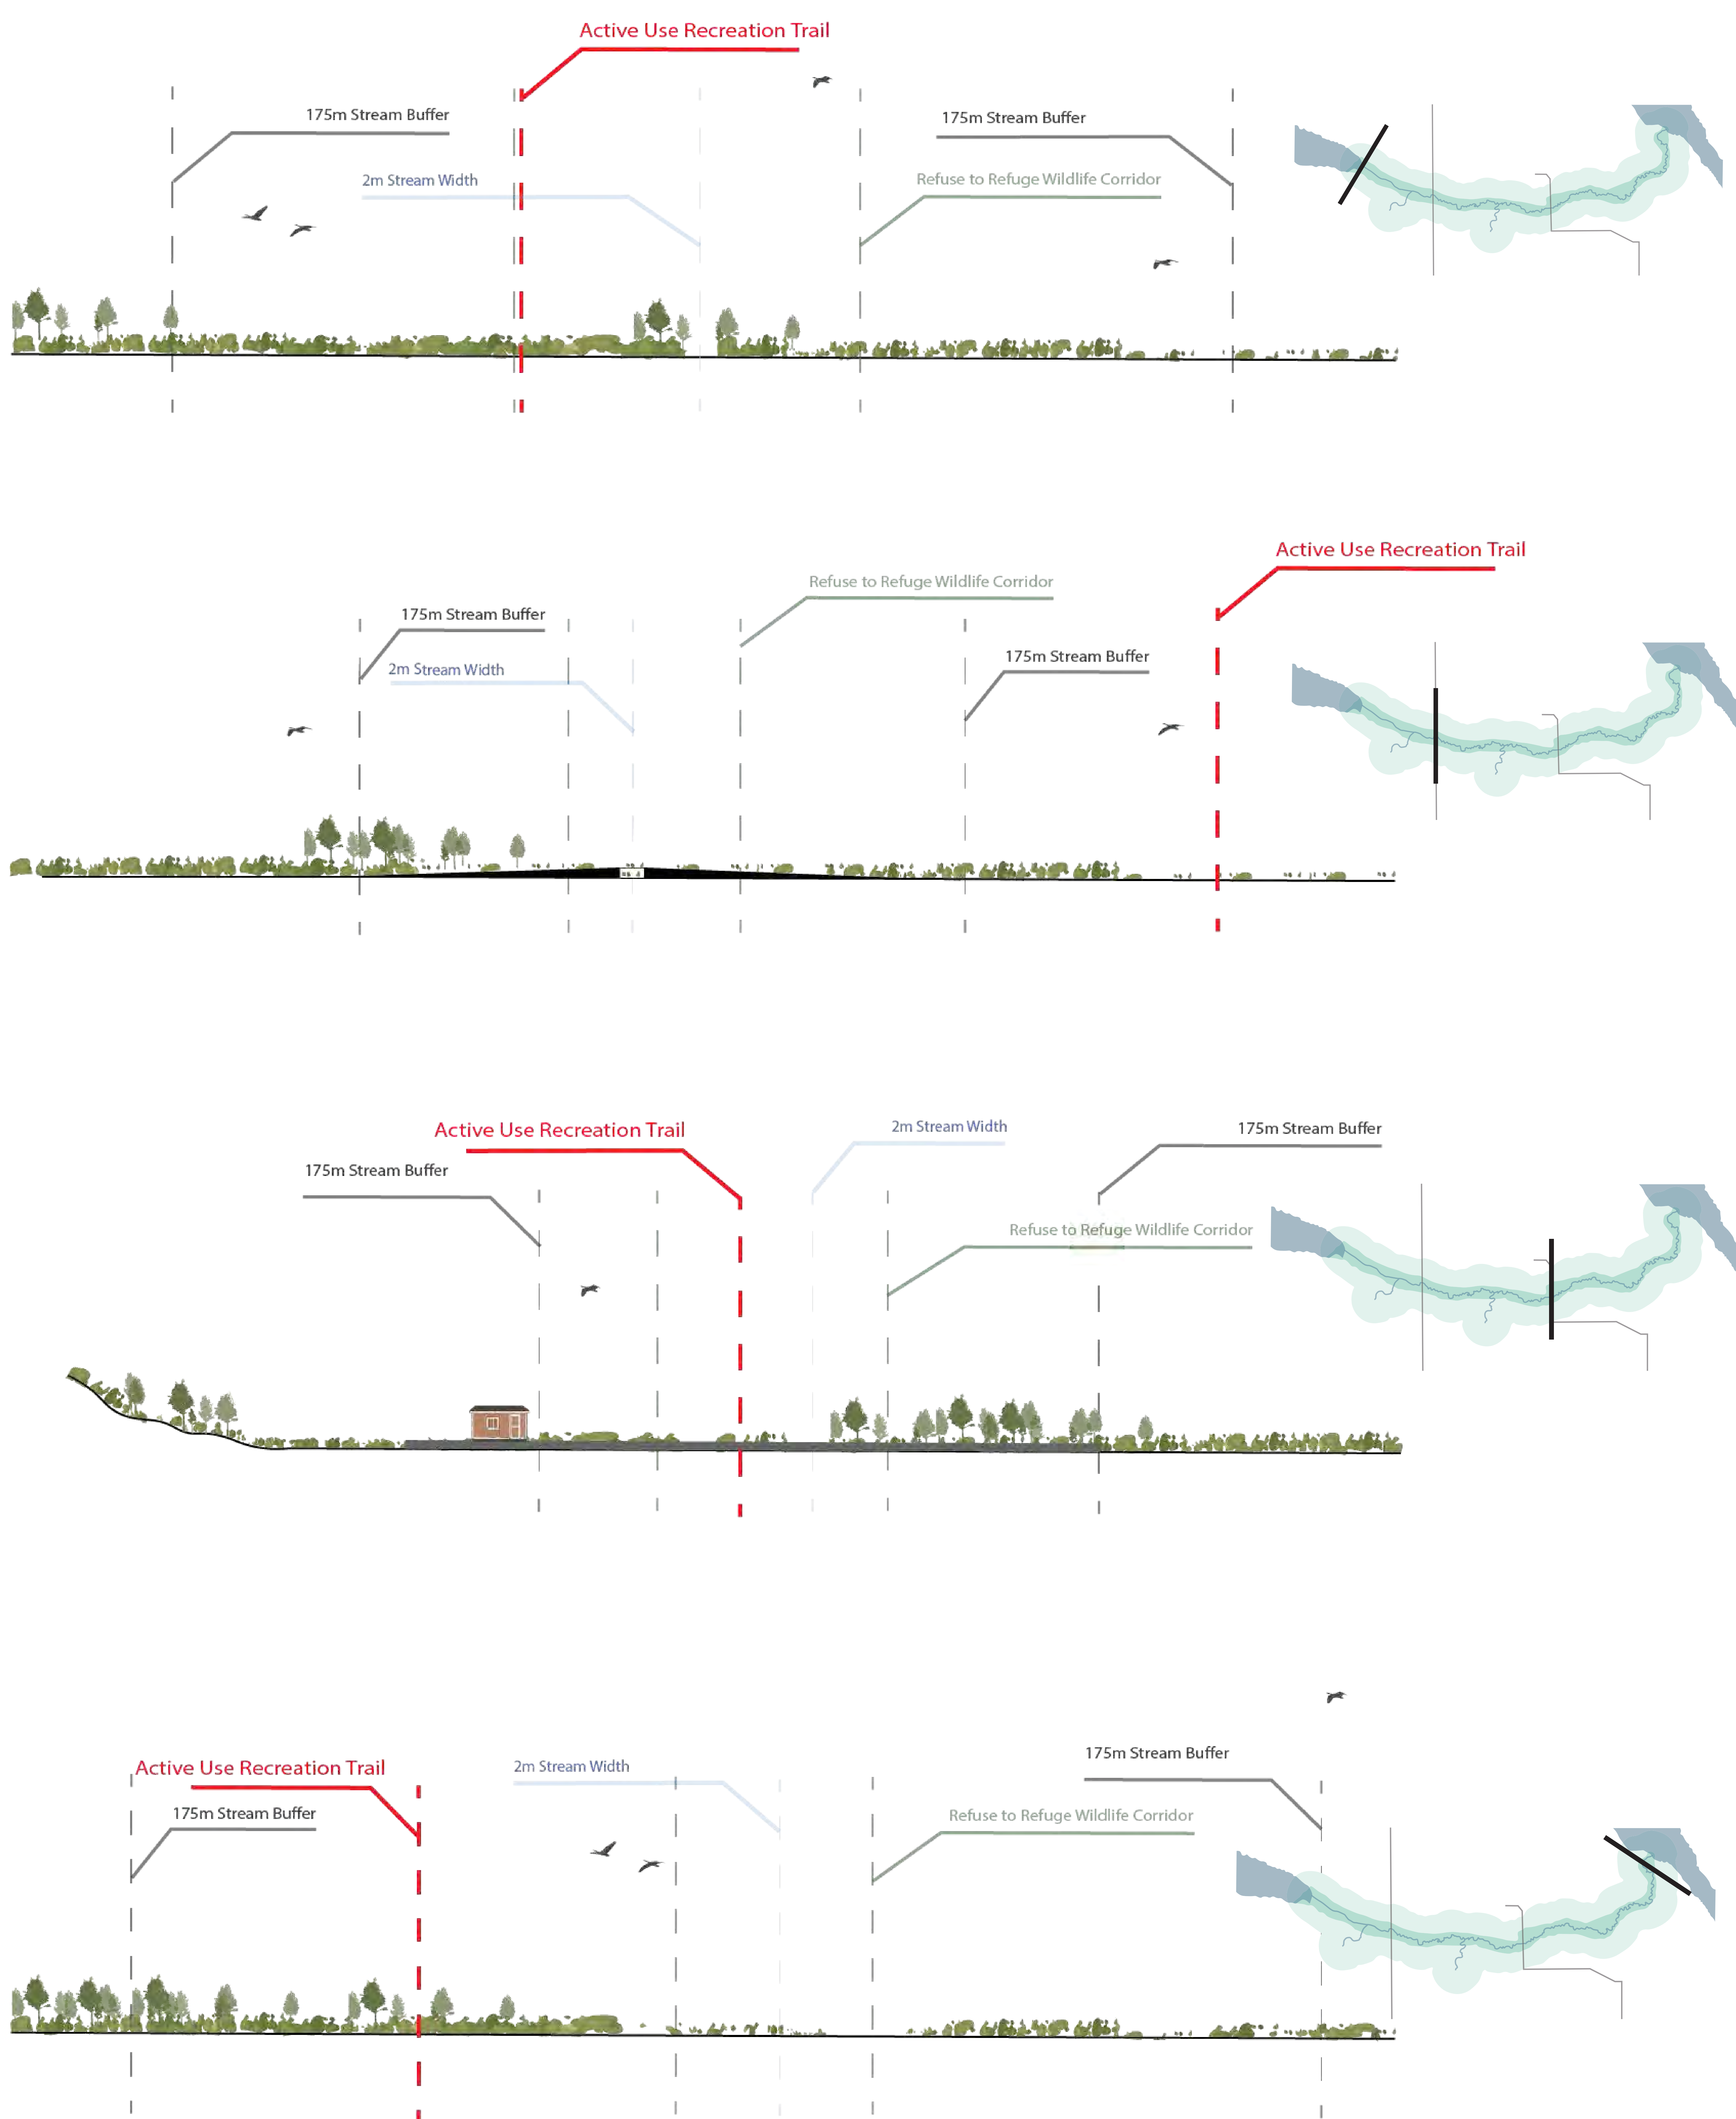 Active Use Recreation Trail
175m Stream Buffer
175m Stream Buffer
2m Stream Width
Refuse to Refuge Wildlife Corridor
Active Use Recreation Trail
Refuse to Refuge Wildlife Corridor
175m Stream Buffer
175m Stream Buffer
2m Stream Width
Active Use Recreation Trail
2m Stream Width
175m Stream Buffer
175m Stream Buffer
Refuse to Refuge Wildlife Corridor
175m Stream Buffer
Active Use Recreation Trail
2m Stream Width
175m Stream Buffer
Refuse to Refuge Wildlife Corridor